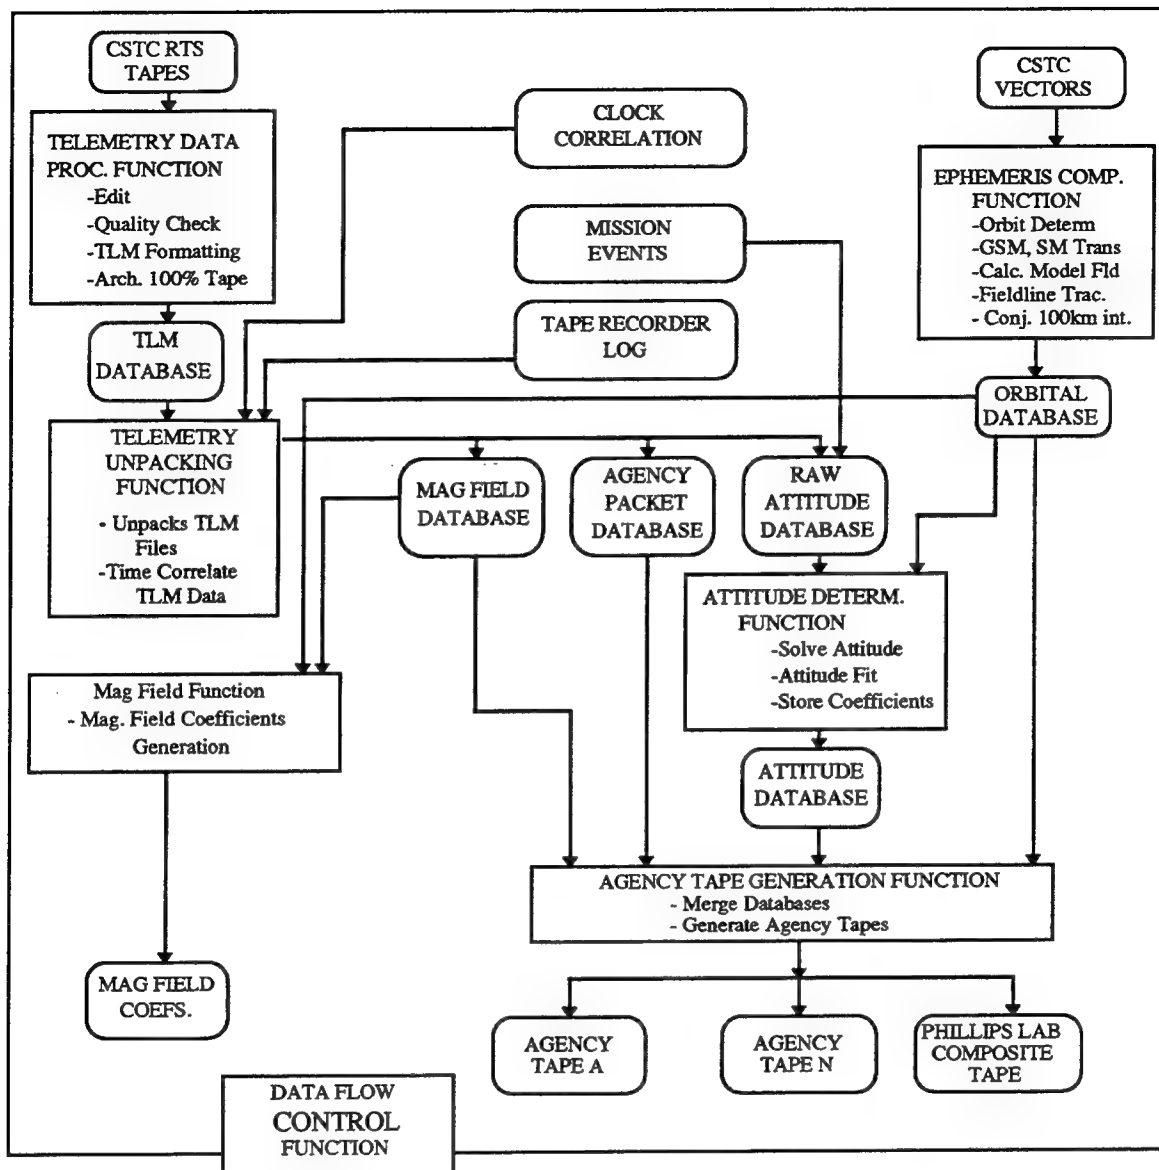 CSTC RTS
TAPES
TELEMETRY DATA
PROC. FUNCTION
-Edit
-Quality Check
-TLM Formatting
-Arch. 100% Tape
TLM
DATABASE
TELEMETRY
UNPACKING
FUNCTION
- Unpacks TLM
Files
-Time Correlate
TLM Data
CLOCK
CORRELATION
MISSION
EVENTS
TAPE RECORDER
LOG
CSTC
VECTORS
EPHEMERIS COMP.
FUNCTION
-Orbit Determ
-GSM, SM Trans
-Calc. Model Fld
-Fieldline Trac.
- Conj. 100km int.
ORBITAL
DATABASE
MAG FIELD
DATABASE
AGENCY
PACKET
DATABASE
RAW
ATTITUDE
DATABASE
ATTITUDE DETERM.
FUNCTION
-Solve Attitude
-Attitude Fit
-Store Coefficients
Mag Field Function
- Mag. Field Coefficients
Generation
ATTITUDE
DATABASE
AGENCY TAPE GENERATION FUNCTION
- Merge Databases
- Generate Agency Tapes
MAG FIELD
COEFS.
AGENCY
TAPE A
AGENCY
TAPE N
PHILLIPS LAB
COMPOSITE
TAPE
DATA FLOW
CONTROL
FUNCTION